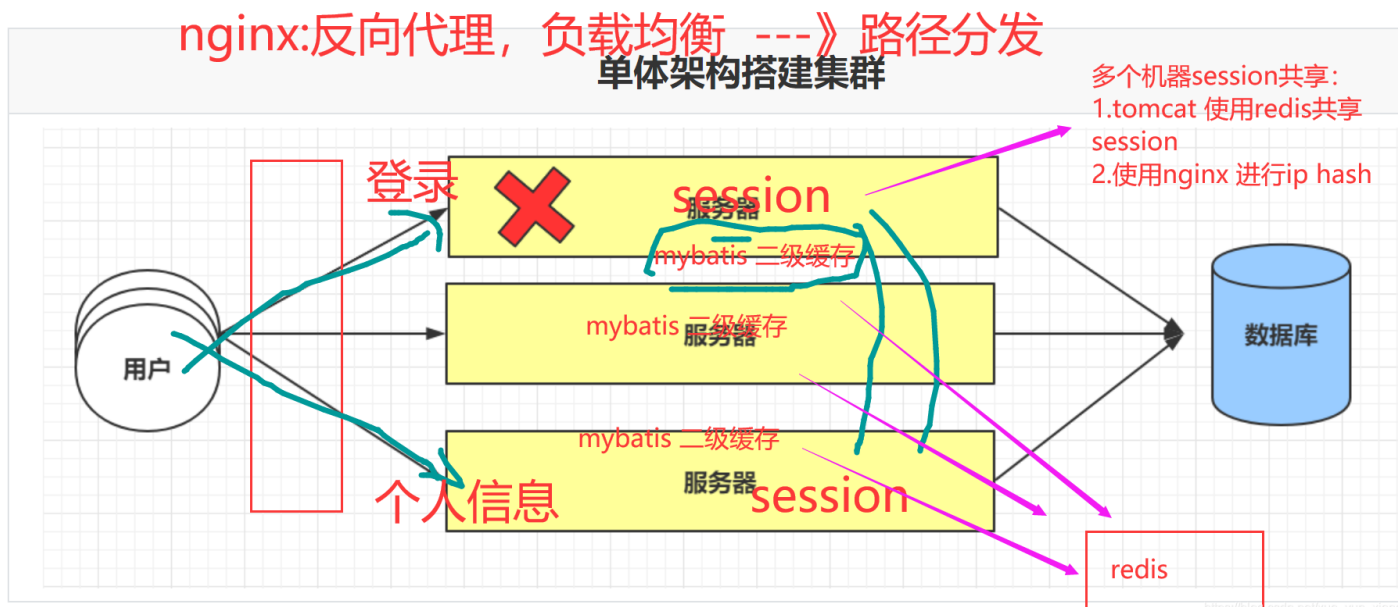 nginx:反向代理，负载均衡 ---》路径分发
单体架构搭建集群
多个机器session共享：
1.tomcat 使用redis共享
session
2.使用nginx 进行ip hash
登录
session
服务器
mybatis 二级缓存
mybatis 二级缓存
服务器
用户
数据库
mybatis 二级缓存
服务器
个人信息
session
redis